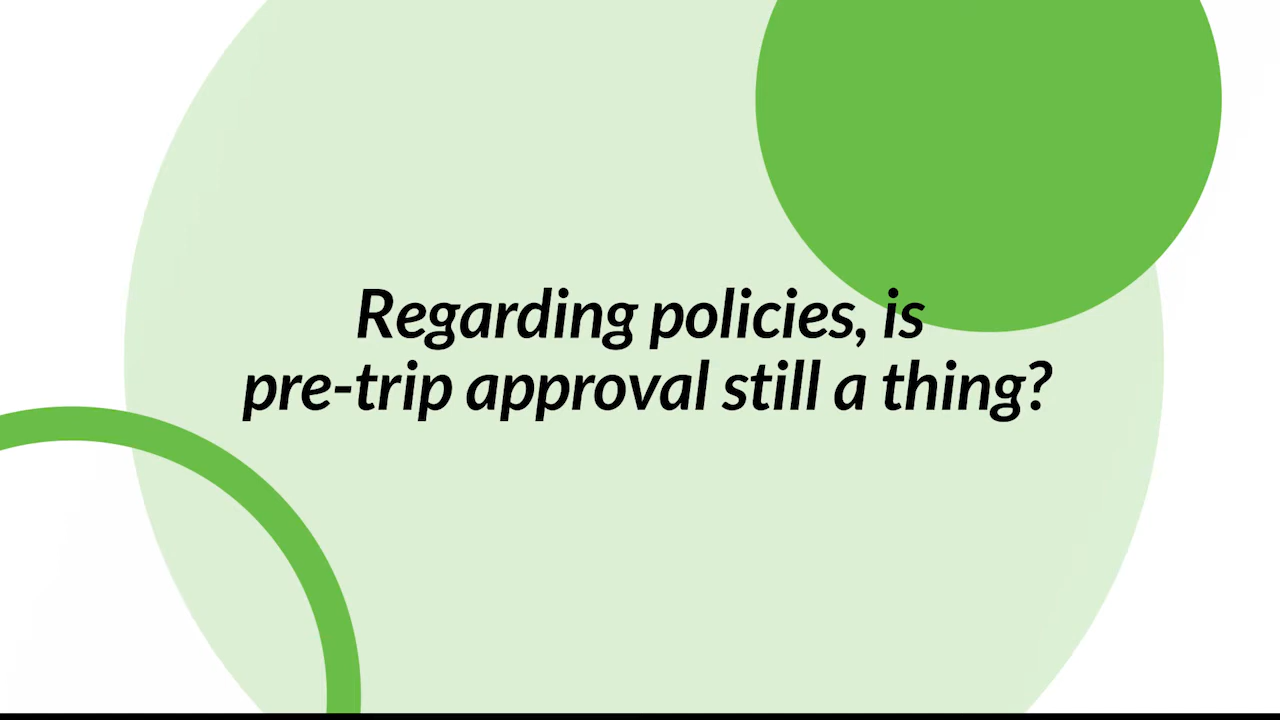 Regarding policies, is
pre-trip approval still a thing?